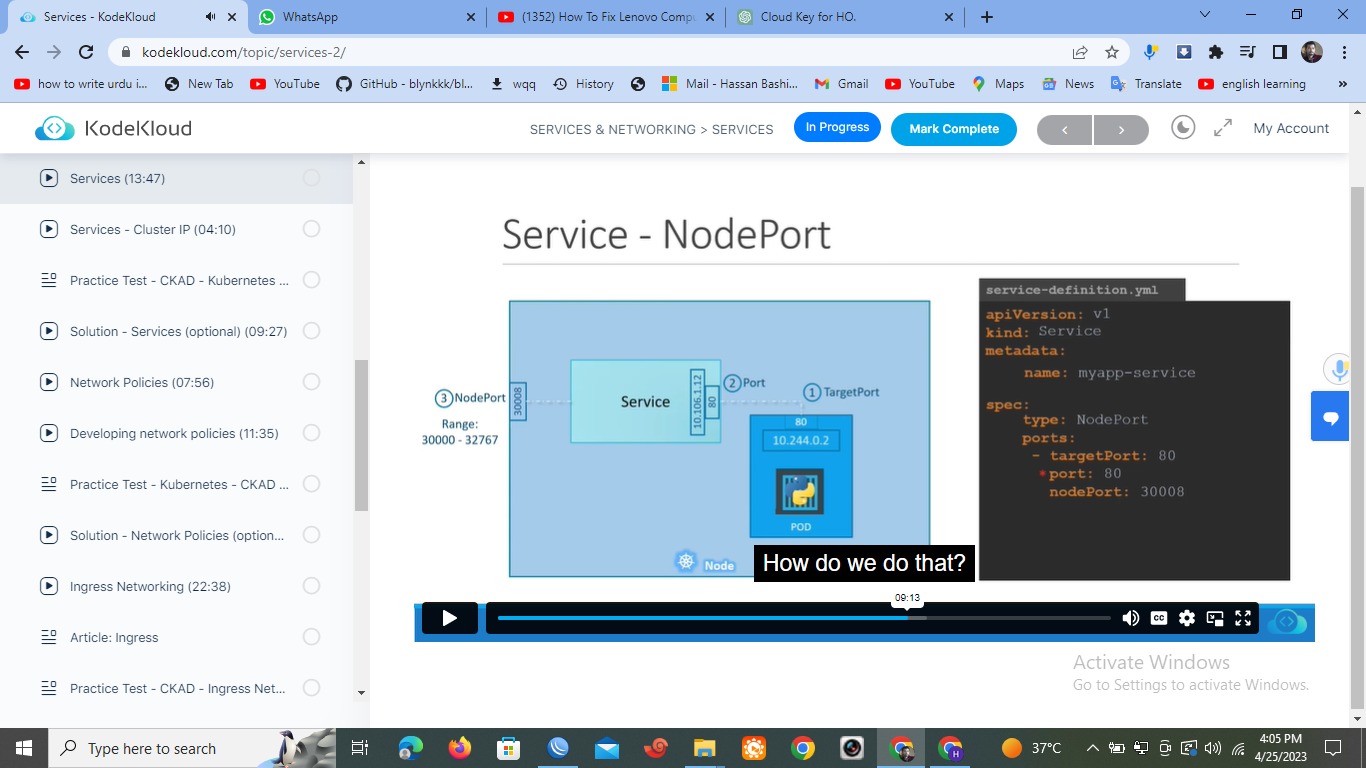 Services - KodeKloud
WhatsApp
(1352) How To Fix Lenovo Compu
Cloud Key for HO.
kodekloud.com/topic/services-2/
how to write urdu i...
New Tab
YouTube
GitHub - blynkkk/bl...
wqq
History
Mail - Hassan Bashi...
Gmail
YouTube
Maps
News
Translate
english learning
»
KodeKloud
SERVICES & NETWORKING > SERVICES
In Progress
Mark Complete
<
>
My Account
Services (13:47)
Services - Cluster IP (04:10)
Practice Test - CKAD - Kubernetes ...
Solution - Services (optional) (09:27)
Network Policies (07:56)
Developing network policies (11:35)
Practice Test - Kubernetes - CKAD ...
Solution - Network Policies (option...
Ingress Networking (22:38)
Article: Ingress
Practice Test - CKAD - Ingress Net...
Service - NodePort
3 NodePort
Range:
30000 - 32767
30008
Service
10.106.1.12
80
2 Port
1 TargetPort
80
10.244.0.2
POD
Node
service-definition.yml
apiVersion: v1
kind: Service
metadata:
name: myapp-service
spec:
type: NodePort
ports:
- targetPort: 80
*port: 80
nodePort: 30008
How do we do that?
09:13
CC
Activate Windows
Go to Settings to activate Windows.
Type here to search
H
37°C
4:05 PM
4/25/2023